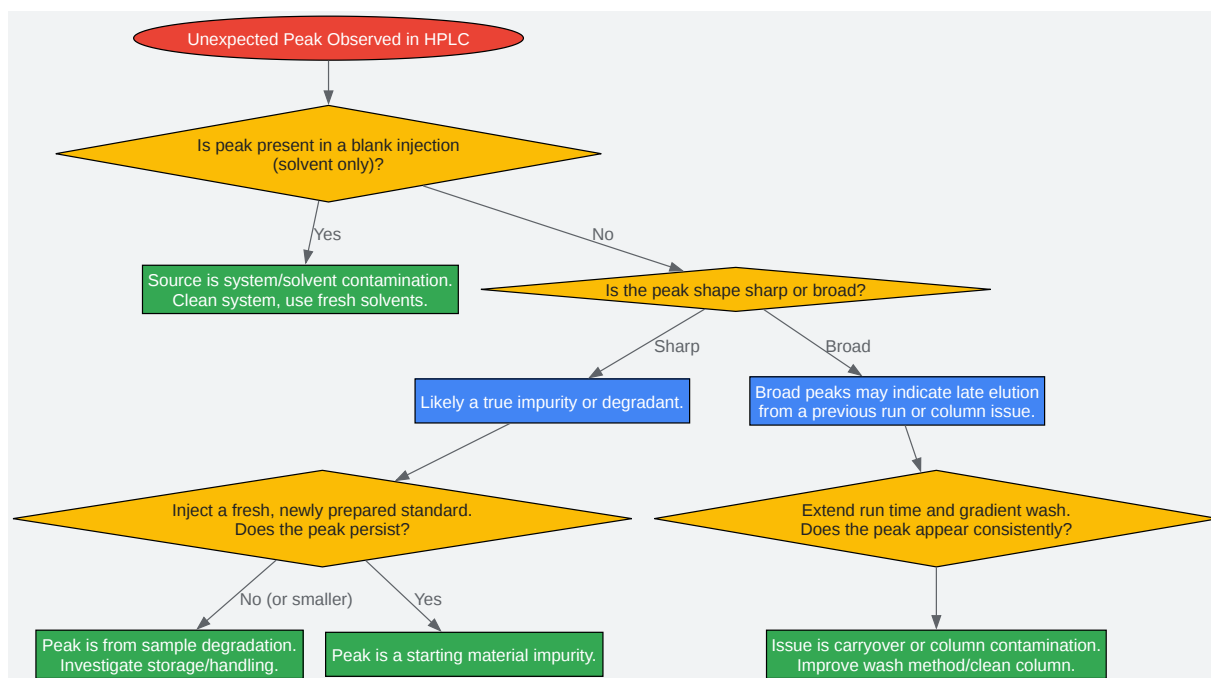 Unexpected Peak Observed in HPLC
Is peak present in a blank injection
(solvent only)?
Yes
No
Source is system/solvent contamination.
Clean system, use fresh solvents.
Is the peak shape sharp or broad?
Sharp
Broad
Likely a true impurity or degradant.
Broad peaks may indicate late elution
from a previous run or column issue.
Inject a fresh, newly prepared standard.
Does the peak persist?
Extend run time and gradient wash.
Does the peak appear consistently?
No (or smaller)
Yes
Peak is from sample degradation.
Investigate storage/handling.
Peak is a starting material impurity.
Issue is carryover or column contamination.
Improve wash method/clean column.